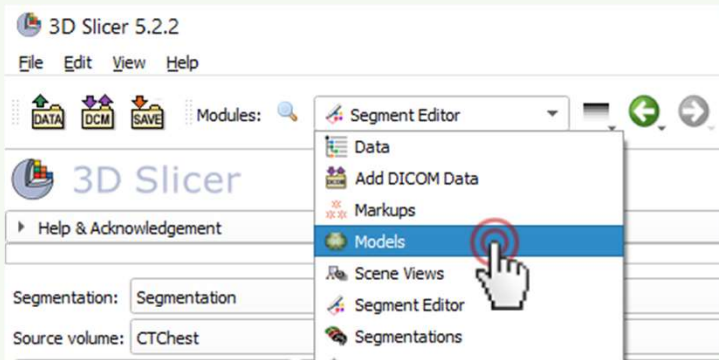 3D Slicer 5.2.2
File Edit View Help
DATA DCM SAVE Modules: Segment Editor
Data
3D Slicer
DICOM Add DICOM Data
Markups
Help & Acknowledgement
Models
Scene Views
Segmentation: Segmentation
Segment Editor
Source volume: CTChest
Segmentations